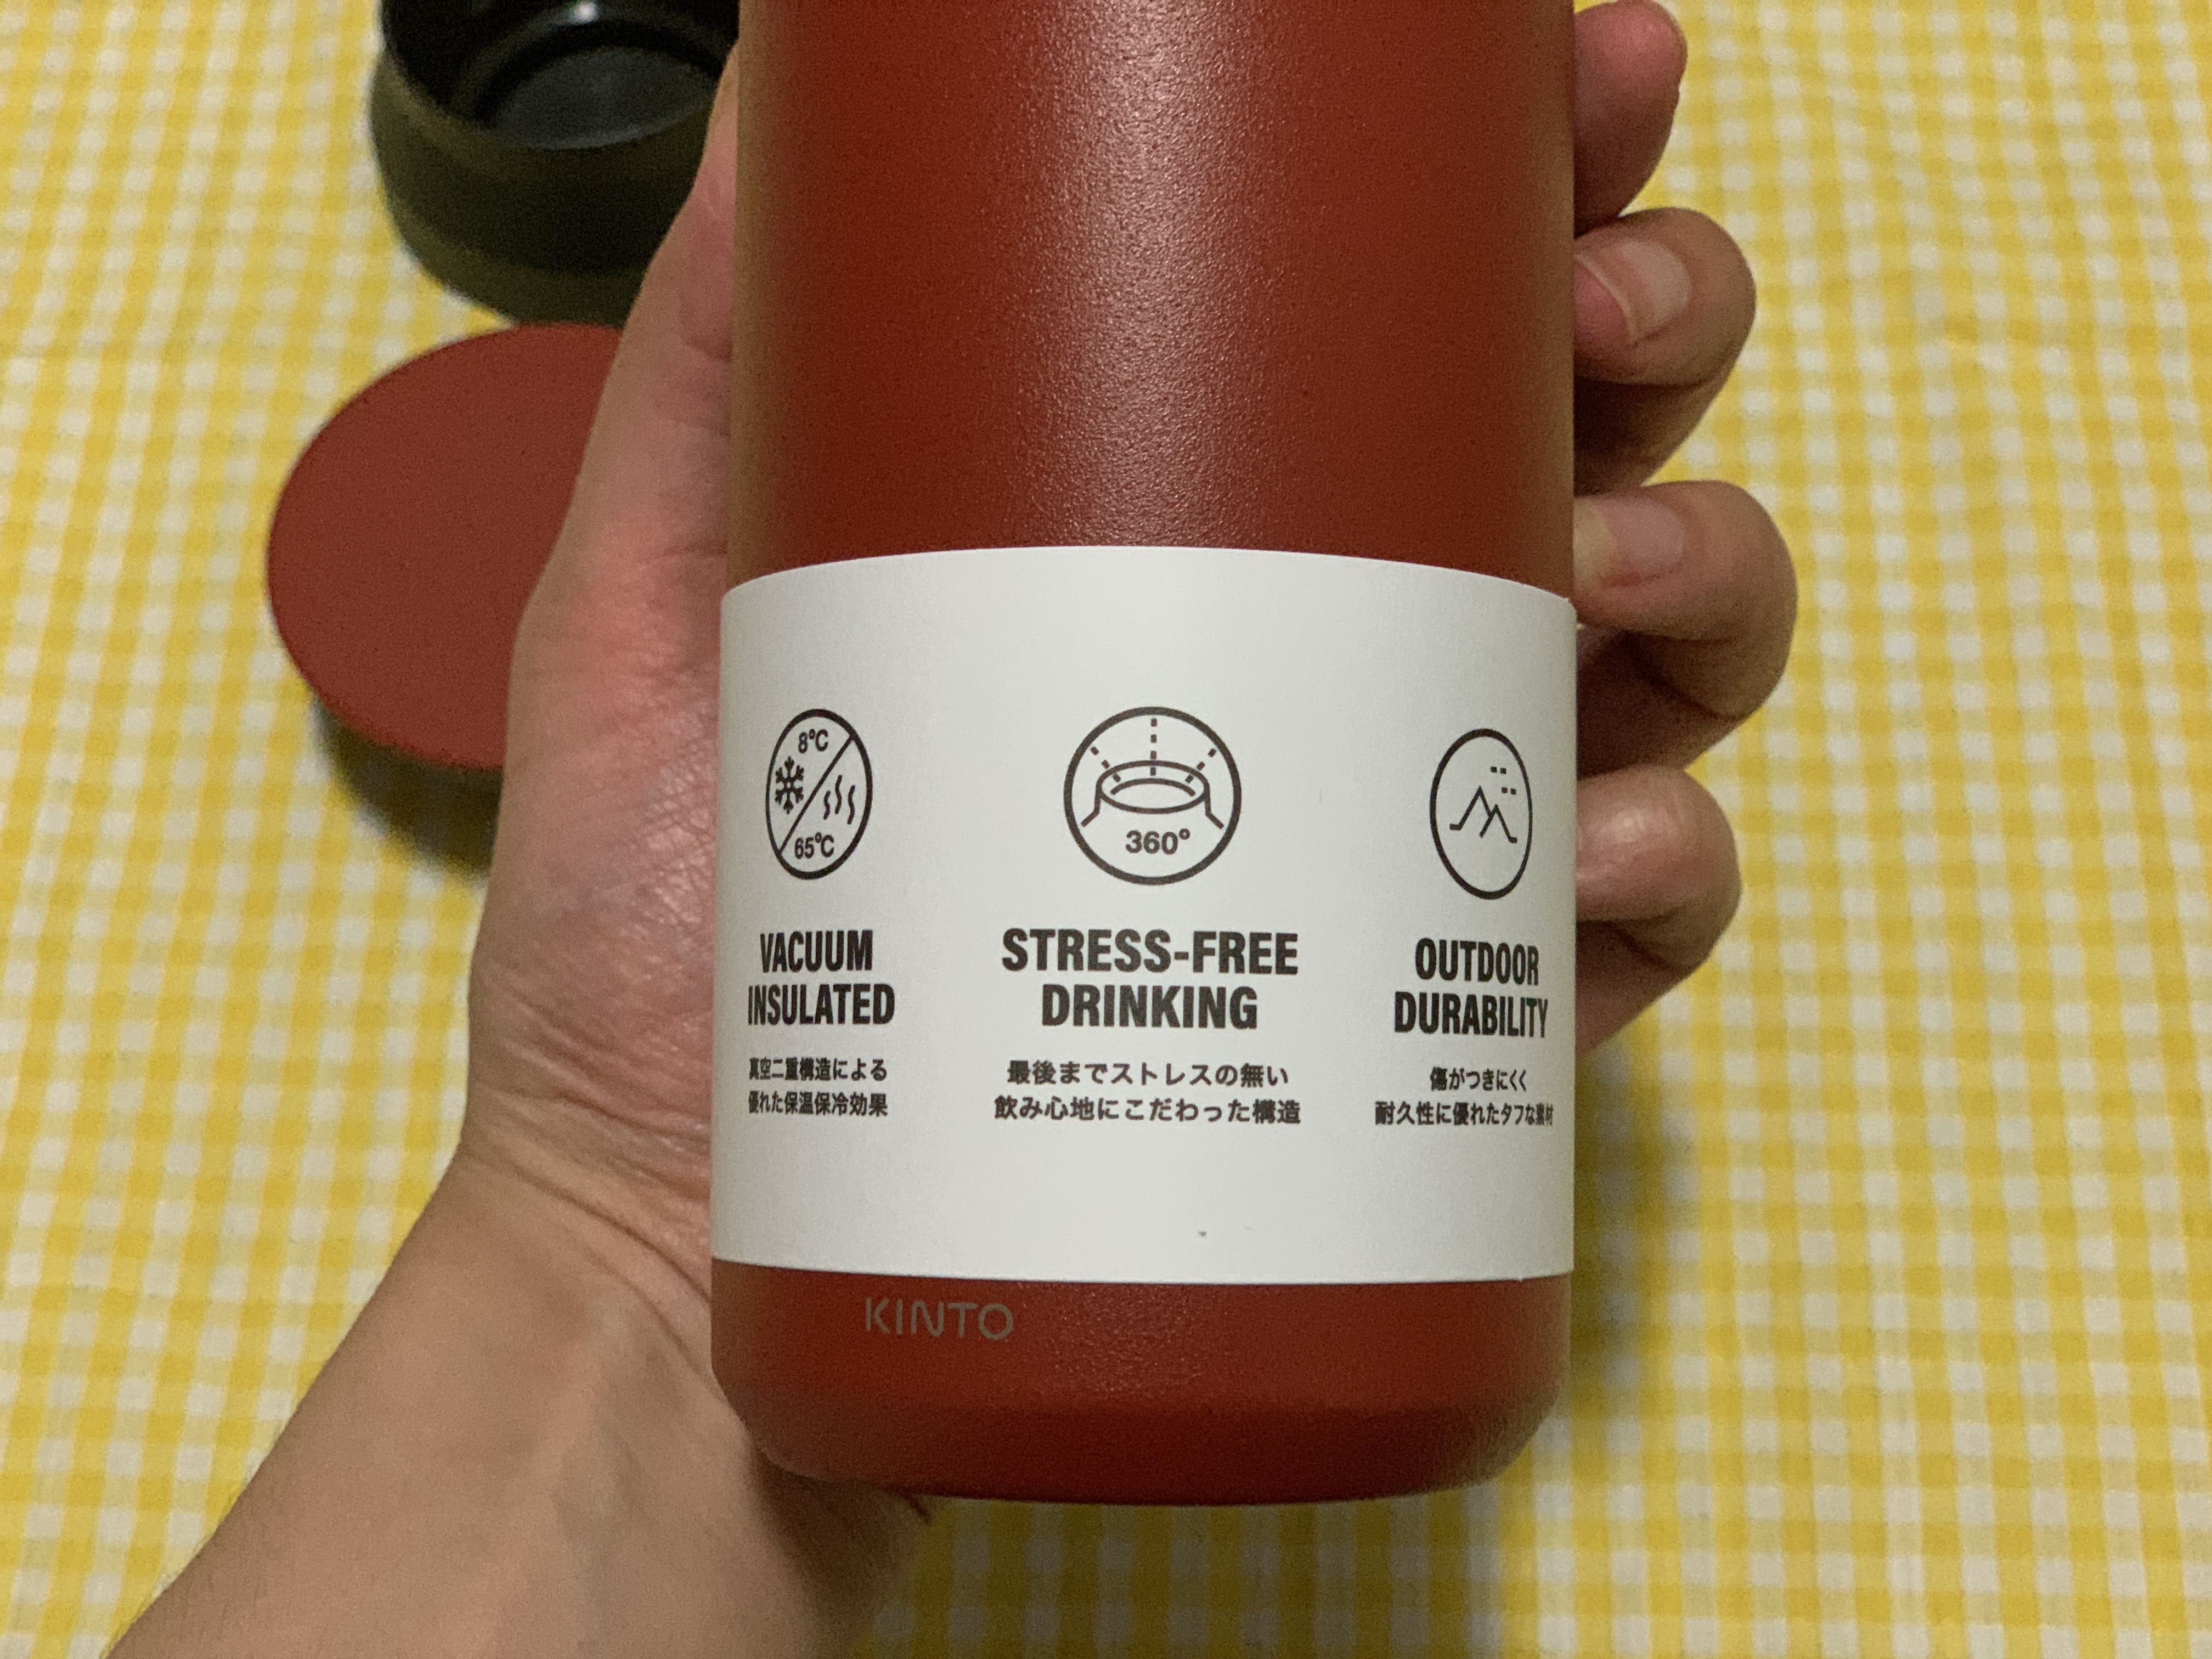 8℃
65℃
VACUUM
INSULATED
真空二重構造による
優れた保温保冷効果
360°
STRESS-FREE
DRINKING
最後までストレスの無い
飲み心地にこだわった構造
OUTDOOR
DURABILITY
傷がつきにくく
耐久性に優れたタフな素材
KINTO